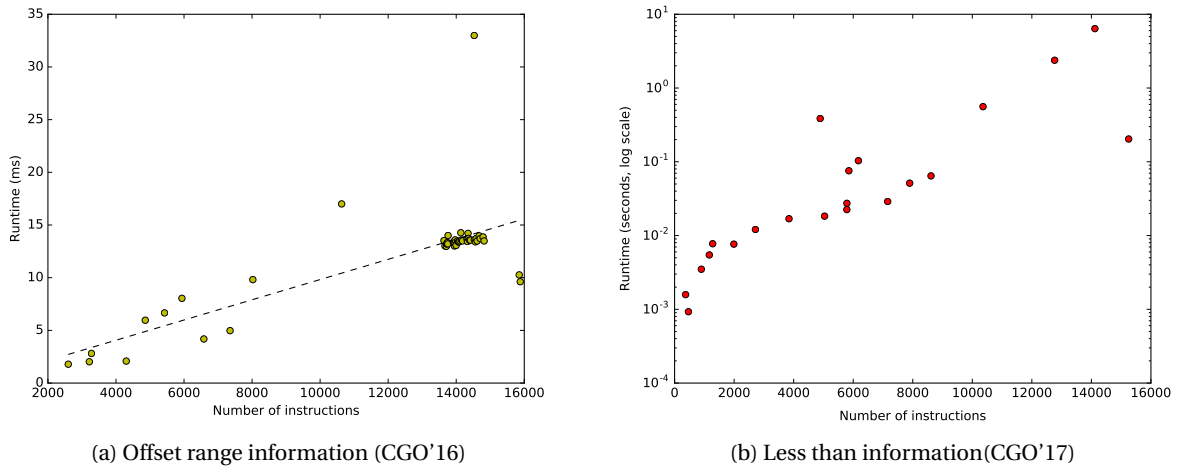 35
30
25
20
15
10
5
0
Runtime (ms)
2000 4000 6000 8000 10000 12000 14000 16000
Number of instructions
(a) Offset range information (CGO’16)
10^1
10^0
10^-1
10^-2
10^-3
10^-4
Runtime (seconds, log scale)
0 2000 4000 6000 8000 10000 12000 14000 16000
Number of instructions
(b) Less than information(CGO’17)